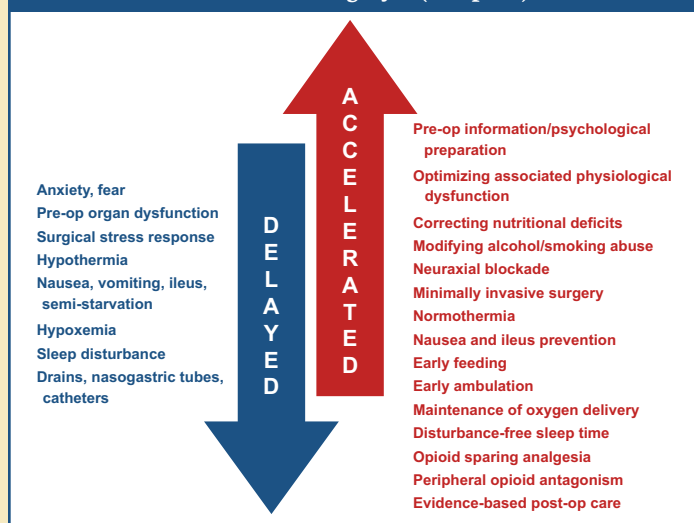 Anxiety, fear
Pre-op organ dysfunction
Surgical stress response
Hypothermia
Nausea, vomiting, ileus,
semi-starvation
Hypoxemia
Sleep disturbance
Drains, nasogastric tubes,
catheters
DELAYED
ACCELERATED
Pre-op information/psychological
preparation
Optimizing associated physiological
dysfunction
Correcting nutritional deficits
Modifying alcohol/smoking abuse
Neuraxial blockade
Minimally invasive surgery
Normothermia
Nausea and ileus prevention
Early feeding
Early ambulation
Maintenance of oxygen delivery
Disturbance-free sleep time
Opioid sparing analgesia
Peripheral opioid antagonism
Evidence-based post-op care